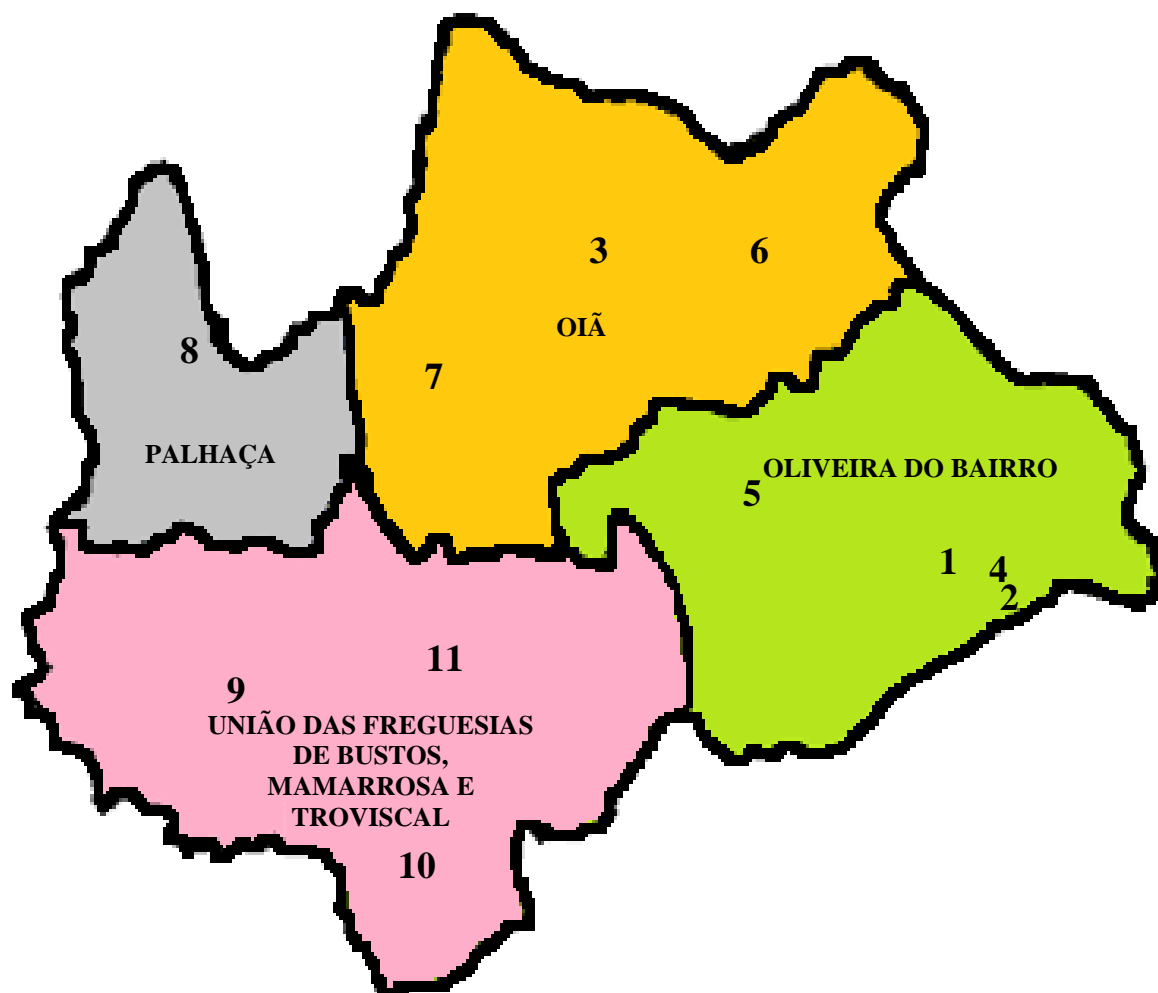 3
6
OIÃ
8
7
PALHAÇA
OLIVEIRA DO BAIRRO
5
1
4
2
11
9
UNIÃO DAS FREGUESIAS
DE BUSTOS,
MAMARROSA E
TROVISCAL
10